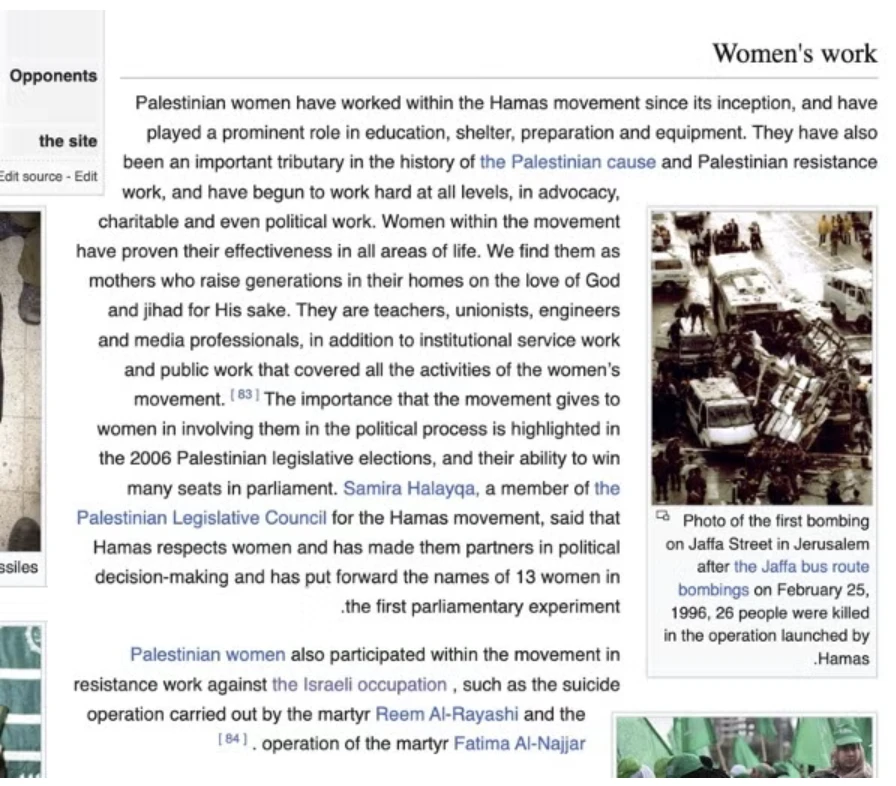 Opponents
the site
Edit source - Edit
ssiles
Women's work
Palestinian women have worked within the Hamas movement since its inception, and have
played a prominent role in education, shelter, preparation and equipment. They have also
been an important tributary in the history of the Palestinian cause and Palestinian resistance
work, and have begun to work hard at all levels, in advocacy,
charitable and even political work. Women within the movement
have proven their effectiveness in all areas of life. We find them as
mothers who raise generations in their homes on the love of God
and jihad for His sake. They are teachers, unionists, engineers
and media professionals, in addition to institutional service work
and public work that covered all the activities of the women's
movement. [83] The importance that the movement gives to
women in involving them in the political process is highlighted in
the 2006 Palestinian legislative elections, and their ability to win
many seats in parliament. Samira Halayqa, a member of the
Palestinian Legislative Council for the Hamas movement, said that
Hamas respects women and has made them partners in political
decision-making and has put forward the names of 13 women in
.the first parliamentary experiment
Palestinian women also participated within the movement in
resistance work against the Israeli occupation , such as the suicide
operation carried out by the martyr Reem Al-Rayashi and the
[84] . operation of the martyr Fatima Al-Najjar
Photo of the first bombing
on Jaffa Street in Jerusalem
after the Jaffa bus route
bombings on February 25,
1996, 26 people were killed
in the operation launched by
.Hamas